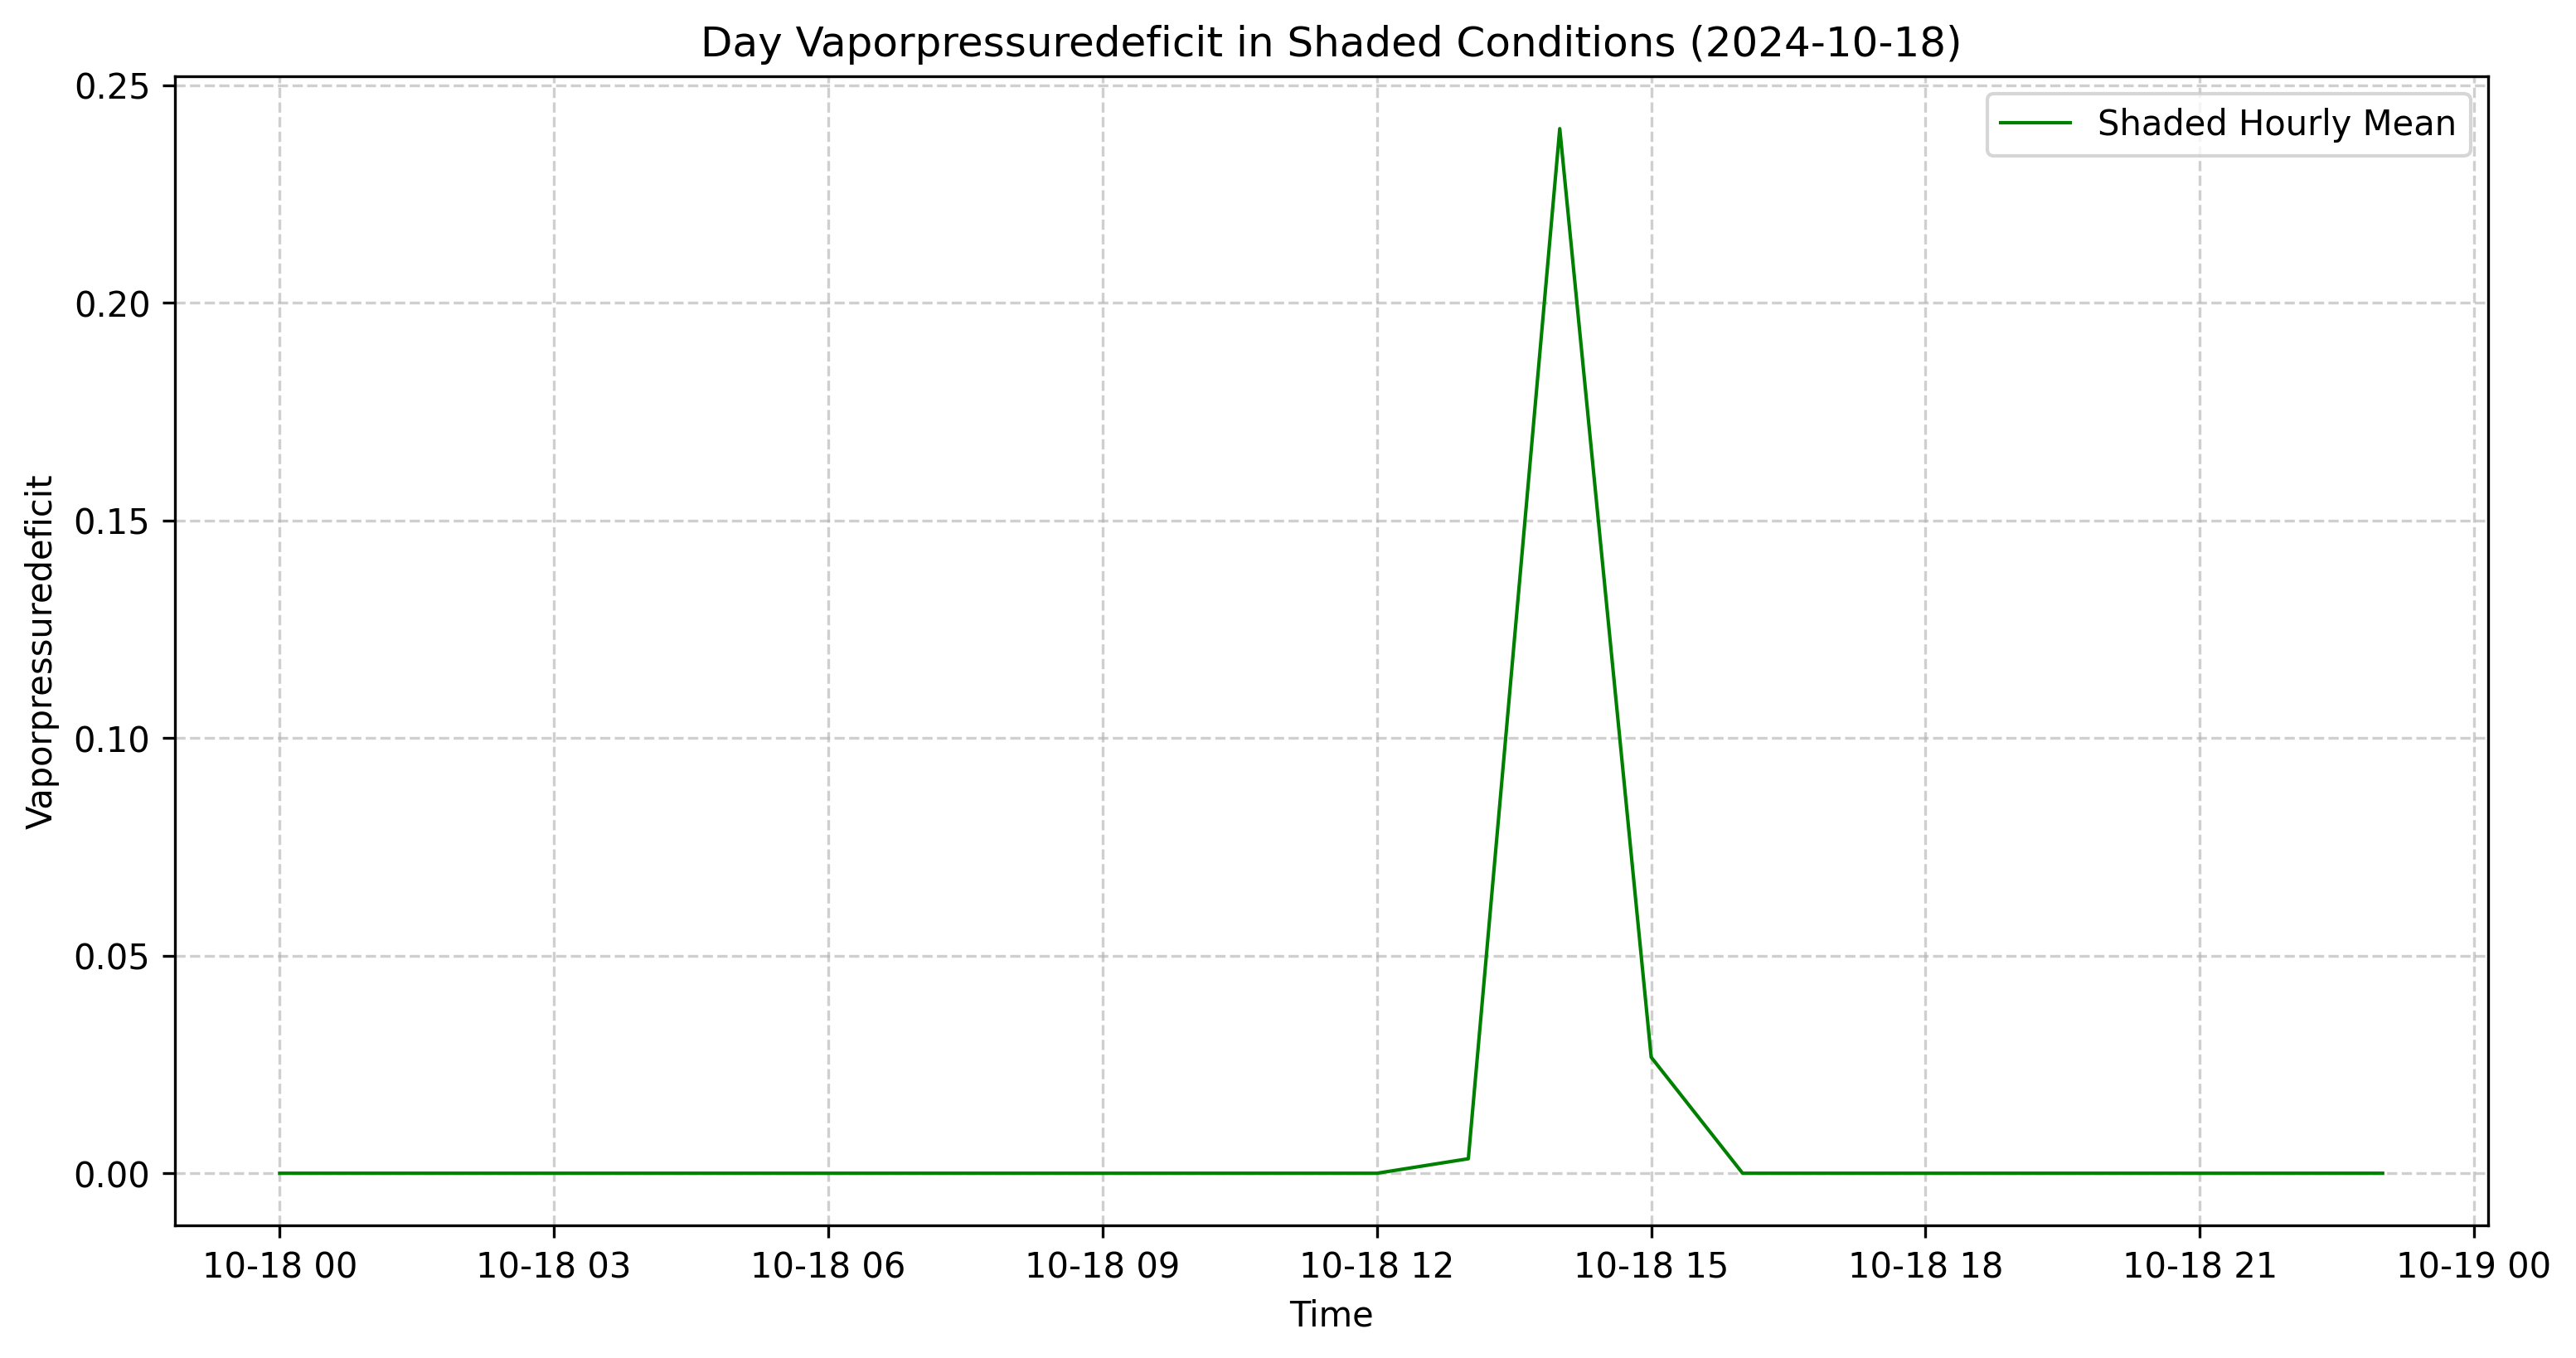 Day Vaporpressuredeficit in Shaded Conditions (2024-10-18)
Shaded Hourly Mean
Vaporpressuredeficit
0.25
0.20
0.15
0.10
0.05
0.00
10-18 00 10-18 03 10-18 06 10-18 09 10-18 12 10-18 15 10-18 18 10-18 21 10-19 00
Time